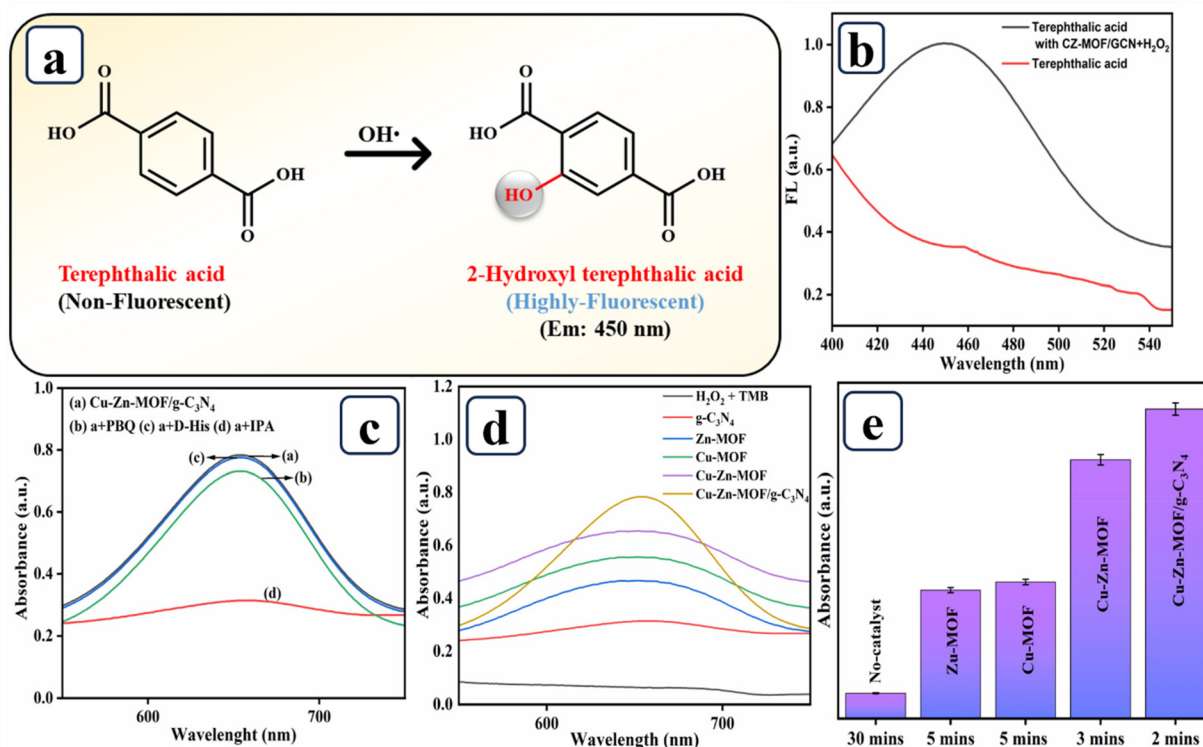 a
O
HO
OH
O
OH·
O
HO
HO
OH
O
Terephthalic acid
(Non-Fluorescent)
2-Hydroxyl terephthalic acid
(Highly-Fluorescent)
(Em: 450 nm)
b
Terephthalic acid
with CZ-MOF/GCN+H₂O₂
Terephthalic acid
FL (a.u.)
1.0
0.8
0.6
0.4
0.2
400 420 440 460 480 500 520 540
Wavelength (nm)
c
(a) Cu-Zn-MOF/g-C₃N₄
(b) a+PBQ (c) a+D-His (d) a+IPA
(c)
(a)
(b)
(d)
Absorbance (a.u.)
1.0
0.8
0.6
0.4
0.2
0.0
600 700
Wavelenght (nm)
d
H₂O₂ + TMB
g-C₃N₄
Zn-MOF
Cu-MOF
Cu-Zn-MOF
Cu-Zn-MOF/g-C₃N₄
Absorbance (a.u.)
1.2
1.0
0.8
0.6
0.4
0.2
0.0
600 700
Wavelength (nm)
e
Absorbance (a.u.)
No-catalyst
Zu-MOF
Cu-MOF
Cu-Zn-MOF
Cu-Zn-MOF/g-C₃N₄
30 mins 5 mins 5 mins 3 mins 2 mins